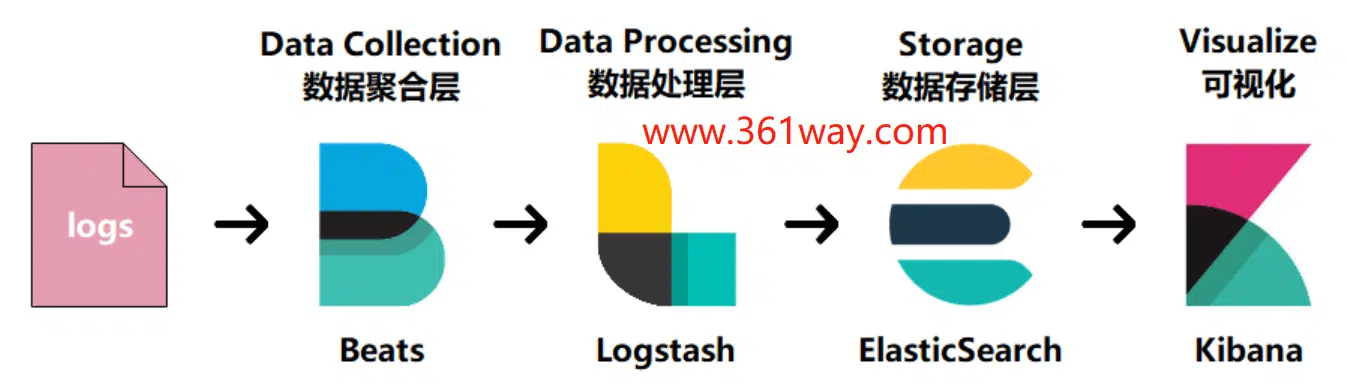 Data Collection
数据聚合层
Data Processing
数据处理层
Storage
数据存储层
Visualize
可视化
www.361way.com
logs
Beats
Logstash
ElasticSearch
Kibana